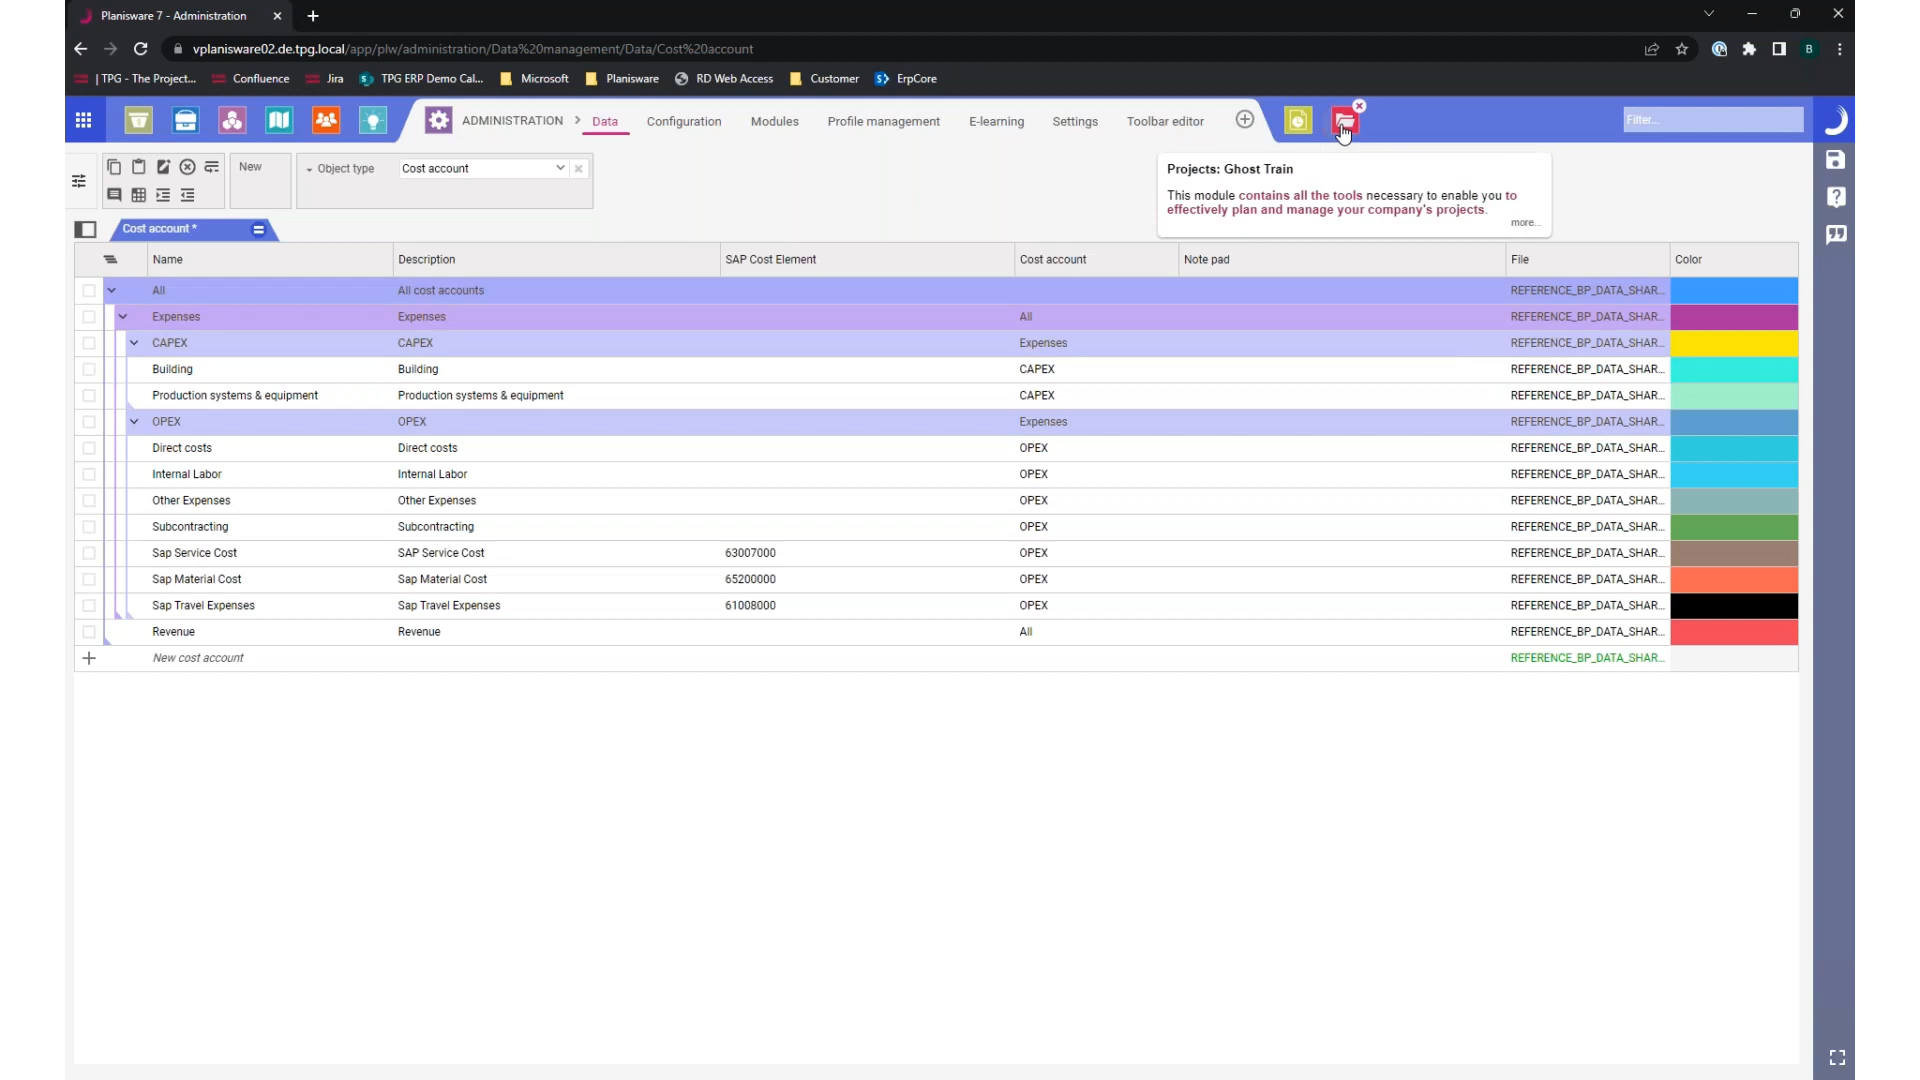 Planisware 7 - Administration
vplanisware02.de.tpg.local/app/plw/administration/Data%20management/Data/Cost%20account
B
| TPG - The Project... Confluence Jira TPG ERP Demo Cal... Microsoft Planisware RD Web Access Customer ErpCore
ADMINISTRATION > Data Configuration Modules Profile management E-learning Settings Toolbar editor Filter...
New Object type Cost account
Projects: Ghost Train
This module contains all the tools necessary to enable you to
effectively plan and manage your company's projects.
more...
Cost account *
Name Description SAP Cost Element Cost account Note pad File Color
All All cost accounts REFERENCE_BP_DATA_SHAR...
Expenses Expenses All REFERENCE_BP_DATA_SHAR...
CAPEX CAPEX Expenses REFERENCE_BP_DATA_SHAR...
Building Building CAPEX REFERENCE_BP_DATA_SHAR...
Production systems & equipment Production systems & equipment CAPEX REFERENCE_BP_DATA_SHAR...
OPEX OPEX Expenses REFERENCE_BP_DATA_SHAR...
Direct costs Direct costs OPEX REFERENCE_BP_DATA_SHAR...
Internal Labor Internal Labor OPEX REFERENCE_BP_DATA_SHAR...
Other Expenses Other Expenses OPEX REFERENCE_BP_DATA_SHAR...
Subcontracting Subcontracting OPEX REFERENCE_BP_DATA_SHAR...
Sap Service Cost SAP Service Cost 63007000 OPEX REFERENCE_BP_DATA_SHAR...
Sap Material Cost Sap Material Cost 65200000 OPEX REFERENCE_BP_DATA_SHAR...
Sap Travel Expenses Sap Travel Expenses 61008000 OPEX REFERENCE_BP_DATA_SHAR...
Revenue Revenue All REFERENCE_BP_DATA_SHAR...
New cost account REFERENCE_BP_DATA_SHAR...